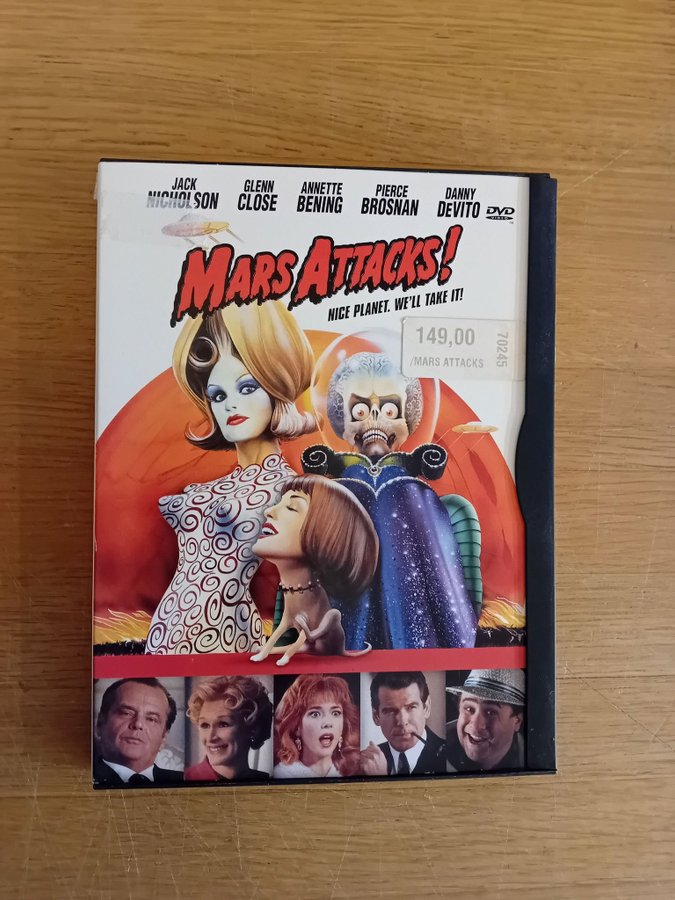 JACK NICHOLSON
GLENN CLOSE
ANNETTE BENING
PIERCE BROSNAN
DANNY DEVITO
DVD
VIDEO
MARS ATTACKS!
NICE PLANET. WE'LL TAKE IT!
149,00
/MARS ATTACKS
70245